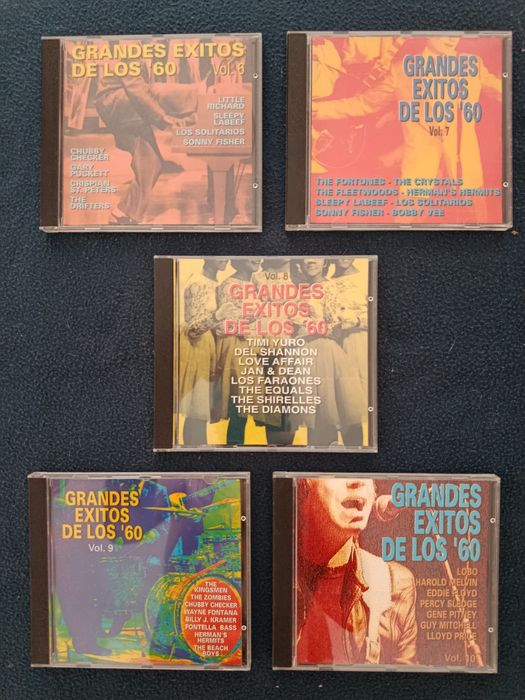 GRANDES EXITOS
DE LOS '60 Vol. 6
LITTLE
RICHARD
SLEEPY
LABEEF
LOS SOLITARIOS
SONNY FISHER
CHUBBY
CHECKER
GARY
PUCKETT
CRISPIAN
ST. PETERS
THE
DRIFTERS
GRANDES
EXITOS
DE LOS '60
Vol. 7
THE FORTUNES - THE CRYSTALS
THE FLEETWOODS - HERMAN'S HERMITS
SLEEPY LABEEF - LOS SOLITARIOS
SONNY FISHER - BOBBY VEE
Vol. 8
GRANDES
EXITOS
DE LOS '60
TIMI YURO
DEL SHANNON
LOVE AFFAIR
JAN & DEAN
LOS FARAONES
THE EQUALS
THE SHIRELLES
THE DIAMONS
GRANDES
EXITOS
DE LOS '60
Vol. 9
THE
KINGSMEN
THE ZOMBIES
CHUBBY CHECKER
WAYNE FONTANA
BILLY J. KRAMER
FONTELLA BASS
HERMAN'S
HERMITS
THE BEACH
BOYS
GRANDES
EXITOS
DE LOS '60
LOBO
HAROLD MELVIN
EDDIE FLOYD
PERCY SLEDGE
GENE PITNEY
GUY MITCHELL
LLOYD PRICE
Vol. 10